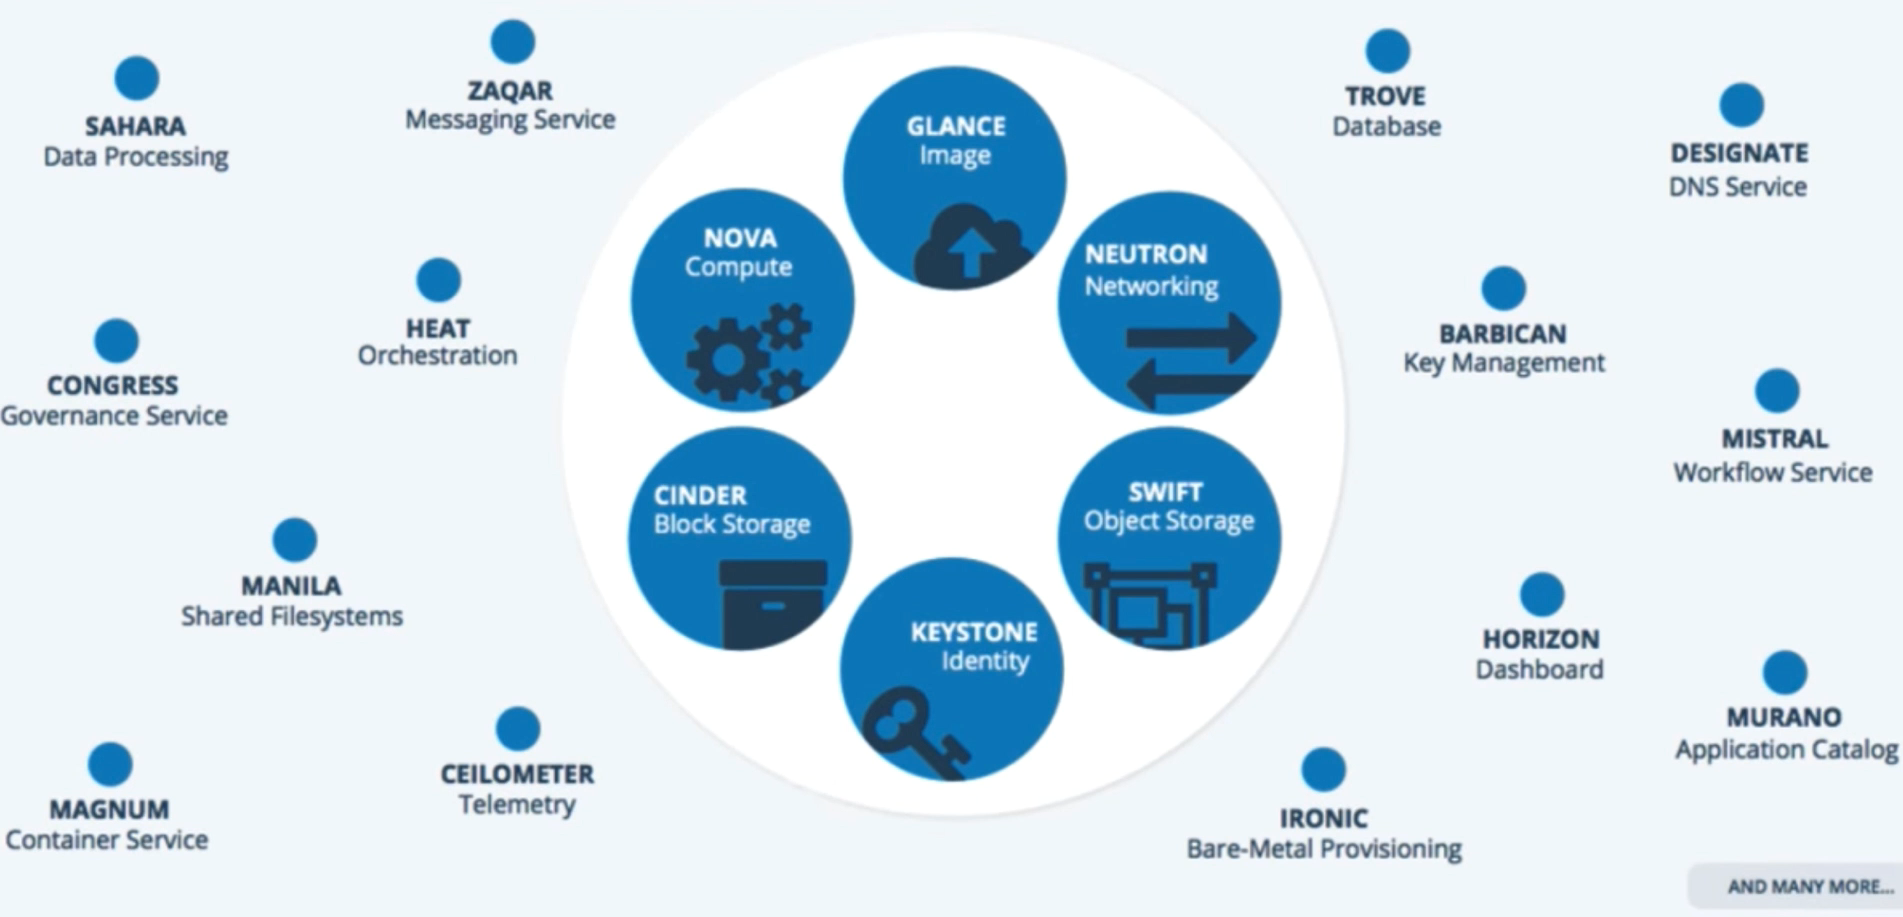 SAHARA
Data Processing
ZAQAR
Messaging Service
GLANCE
Image
TROVE
Database
DESIGNATE
DNS Service
NOVA
Compute
NEUTRON
Networking
HEAT
Orchestration
BARBICAN
Key Management
CONGRESS
Governance Service
MISTRAL
Workflow Service
CINDER
Block Storage
SWIFT
Object Storage
MANILA
Shared Filesystems
KEYSTONE
Identity
HORIZON
Dashboard
MURANO
Application Catalog
CEILOMETER
Telemetry
MAGNUM
Container Service
IRONIC
Bare-Metal Provisioning
AND MANY MORE...